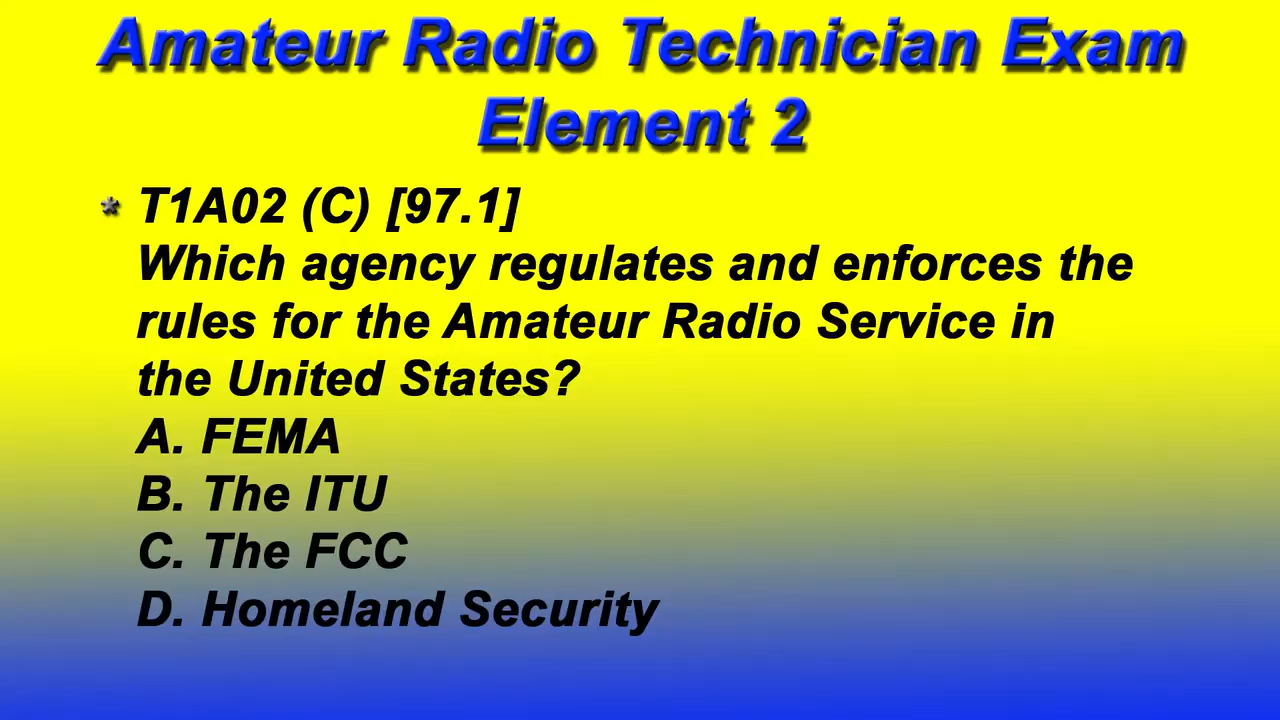 Amateur Radio Technician Exam
Element 2
* T1A02 (C) [97.1]
Which agency regulates and enforces the
rules for the Amateur Radio Service in
the United States?
A. FEMA
B. The ITU
C. The FCC
D. Homeland Security